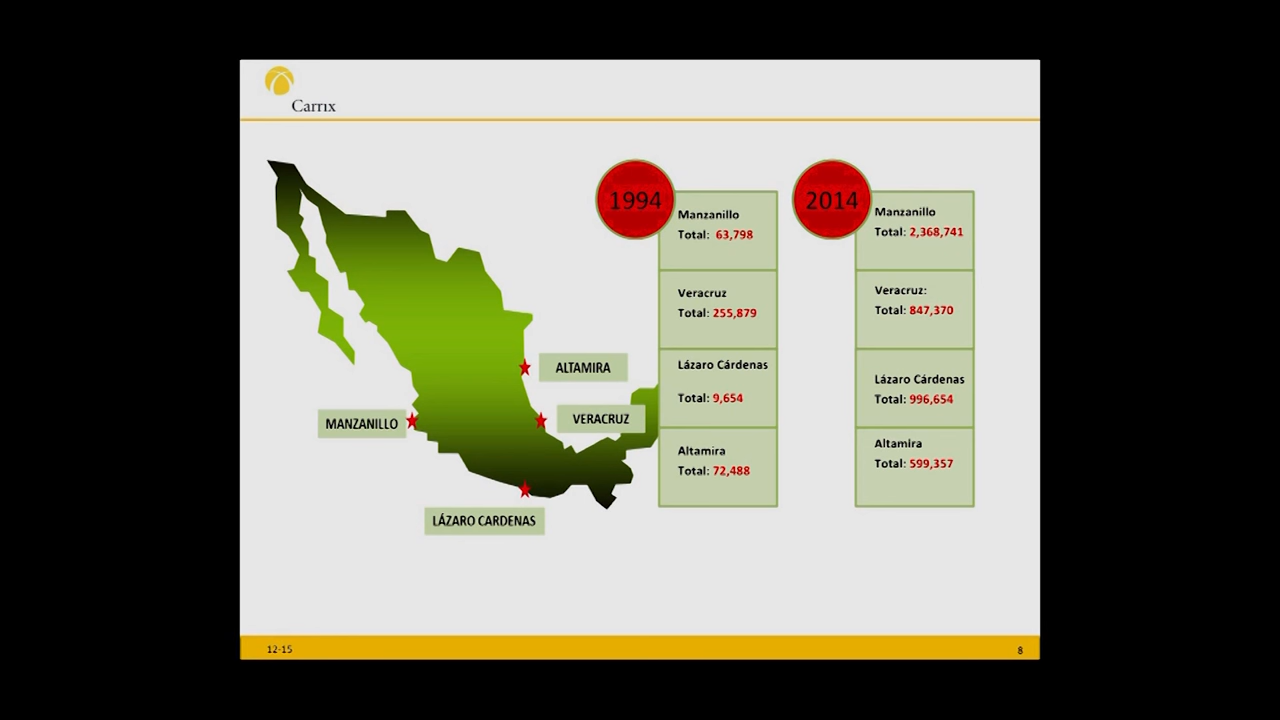 Carrix
1994
Manzanillo
Total: 63,798
Veracruz
Total: 255,879
Lázaro Cárdenas
Total: 9,654
Altamira
Total: 72,488
2014
Manzanillo
Total: 2,368,741
Veracruz:
Total: 847,370
Lázaro Cárdenas
Total: 996,654
Altamira
Total: 599,357
ALTAMIRA
VERACRUZ
MANZANILLO
LÁZARO CARDENAS
12-15
8